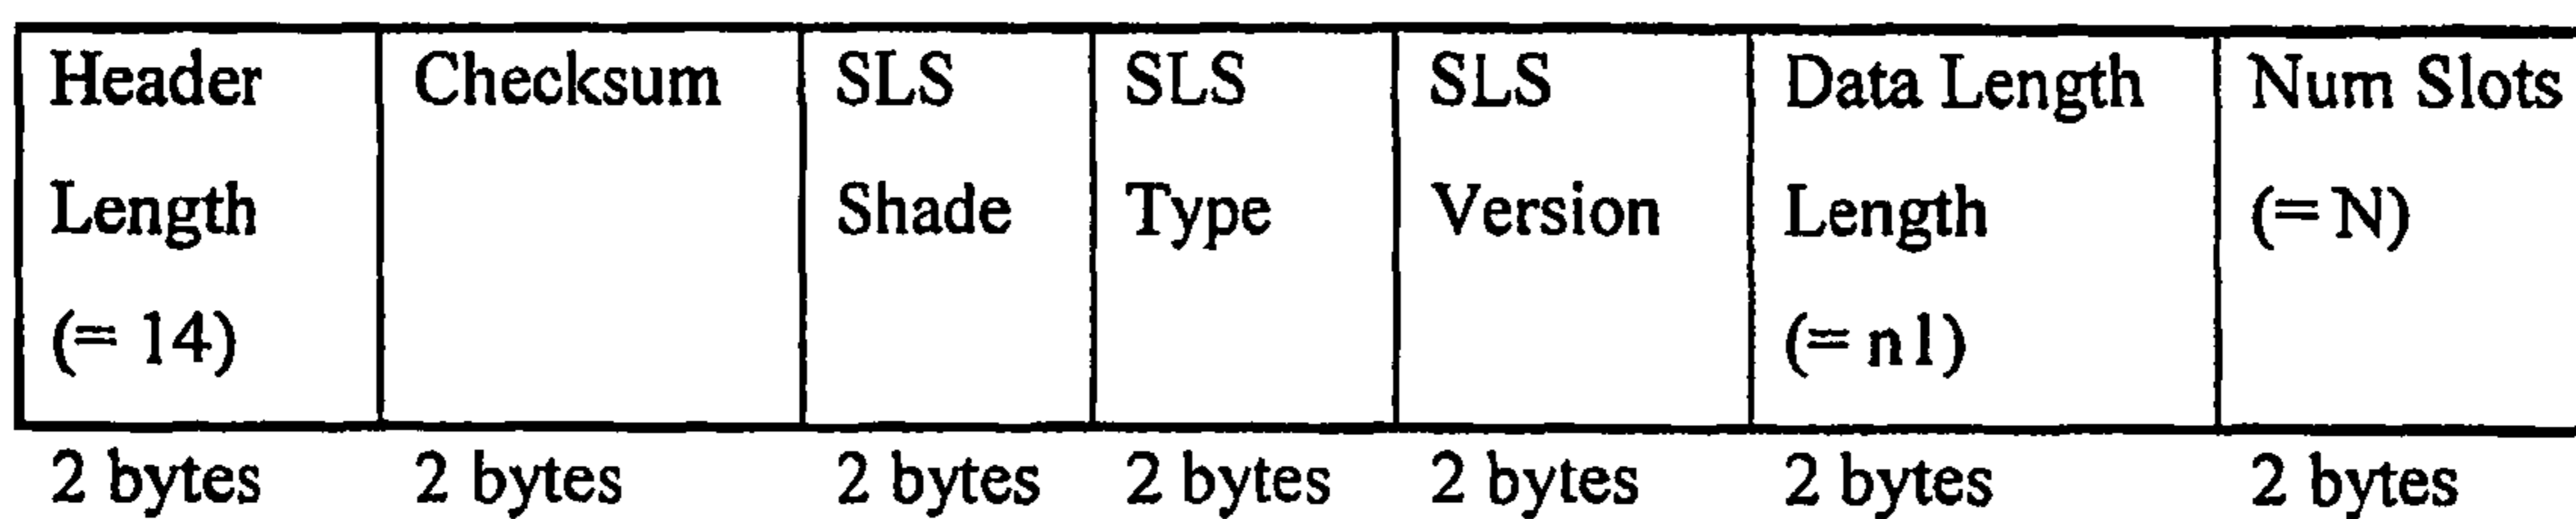 Header Checksum SLS SLS SLS Data Length Num Slots
Length Shade Type Version Length (= N)
(= 14) (= n1)
2 bytes 2 bytes 2 bytes 2 bytes 2 bytes 2 bytes 2 bytes